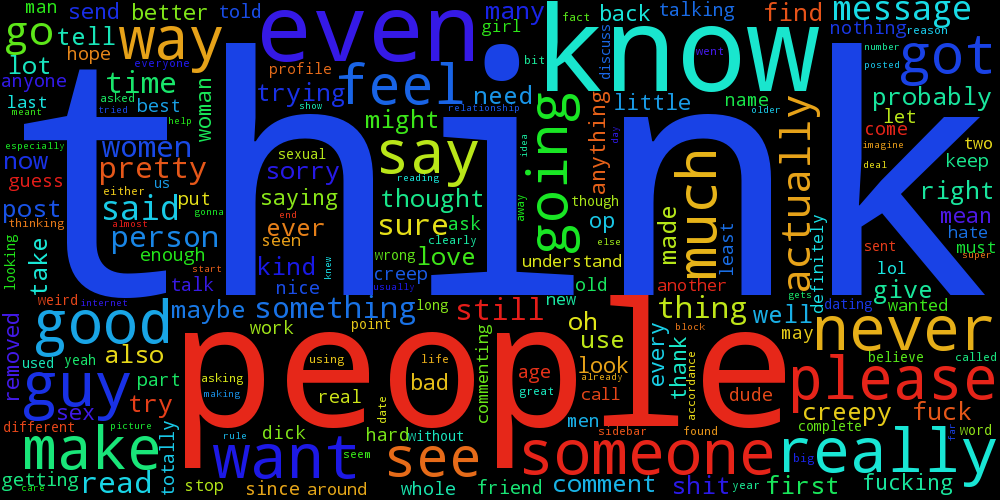 man send better told even many girl fact back talking find message
go tell way know nothing reason
hope everyone bit discuss went number got
lot profile feel need posted
anyone time trying little name probably
last asked best show relationship anything older let
meant tried help woman might going actually come
especially think women say idea much imagine two
now pretty us sexual sorry reading day deal keep
guess either put saying thought away though made right
post said gonna ever sure ask op least mean
thinking almost end clearly else hate
looking take person seen wrong love understand definitely sent must
enough kind creep lol super
start nice knew usually old another gets give
talk long new
weird internet maybe something still thing well dating wanted
removed good work point oh use every may never
used yeah also people commenting look thank block believe called
guy part asking using life bad age already call accordance please
sex try making real date great dude creepy fuck
different picture rule dick hard without men sidebar found complete word
make totally want seem see someone big really far
getting care read stop since around whole friend comment shit year first fucking